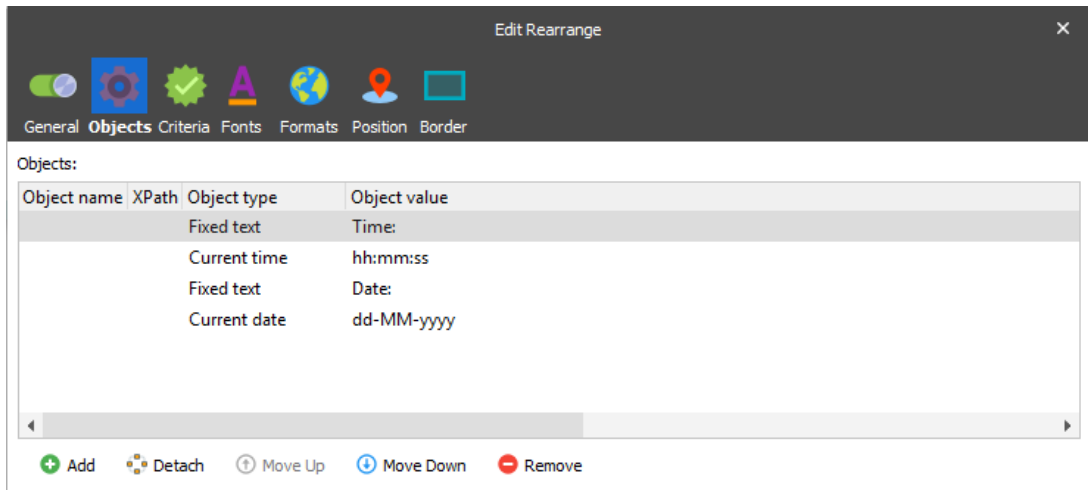 Edit Rearrange
General Objects Criteria Fonts Formats Position Border
Objects:
Object name XPath Object type Object value
Fixed text Time:
Current time hh:mm:ss
Fixed text Date:
Current date dd-MM-yyyy
Add Detach Move Up Move Down Remove